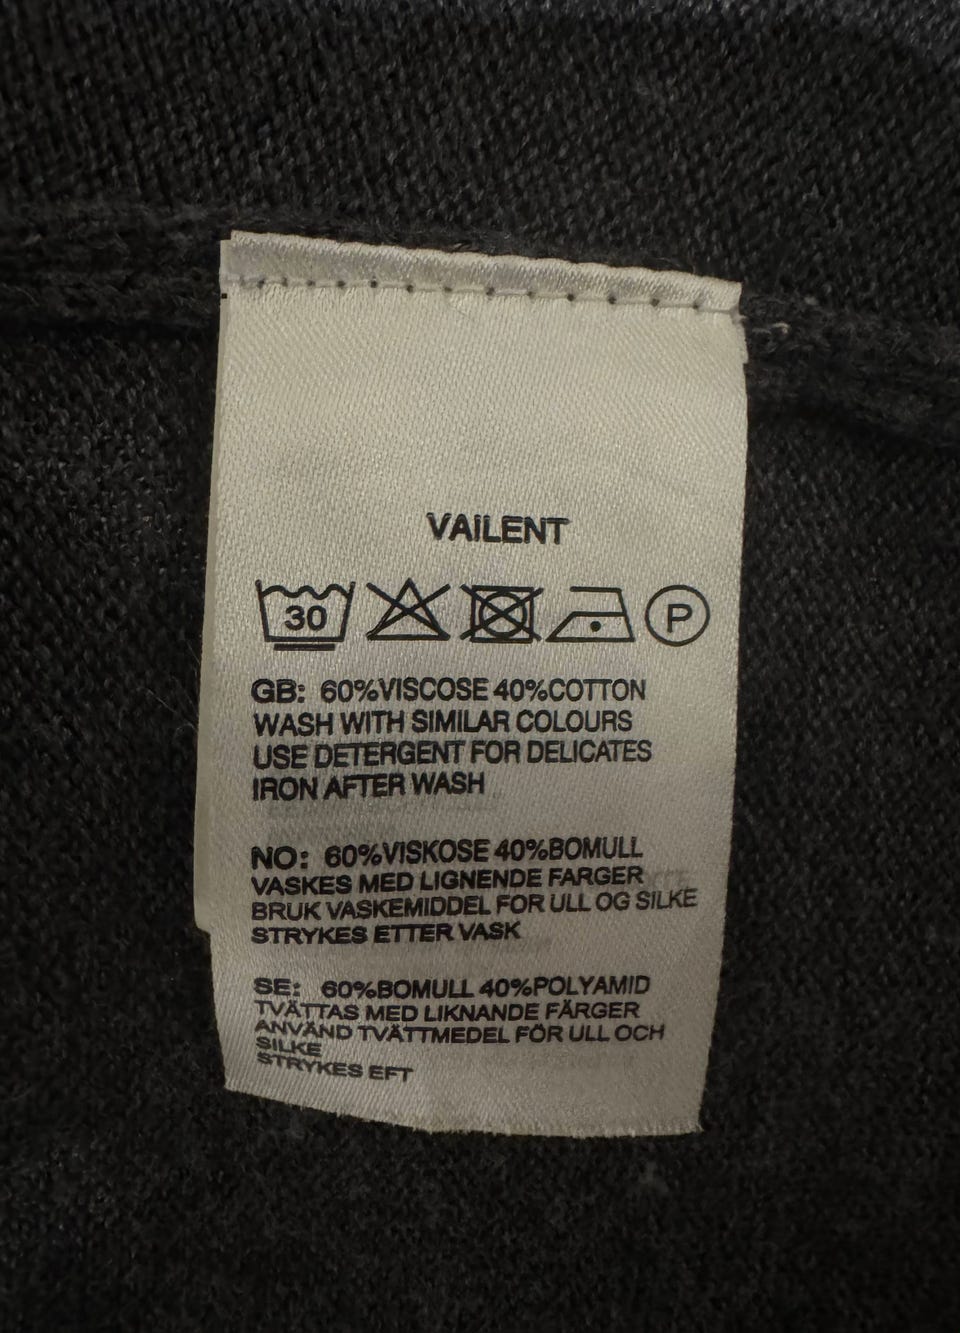 VAILENT
30
P
GB: 60%VISCOSE 40%COTTON
WASH WITH SIMILAR COLOURS
USE DETERGENT FOR DELICATES
IRON AFTER WASH
NO: 60%VISKOSE 40%BOMULL
VASKES MED LIGNENDE FARGER
BRUK VASKEMIDDEL FOR ULL OG SILKE
STRYKES ETTER VASK
SE: 60%BOMULL 40%POLYAMID
TVÄTTAS MED LIKNANDE FÄRGER
ANVÄND TVÄTTMEDEL FÖR ULL OCH
SILKE
STRYKES EFT